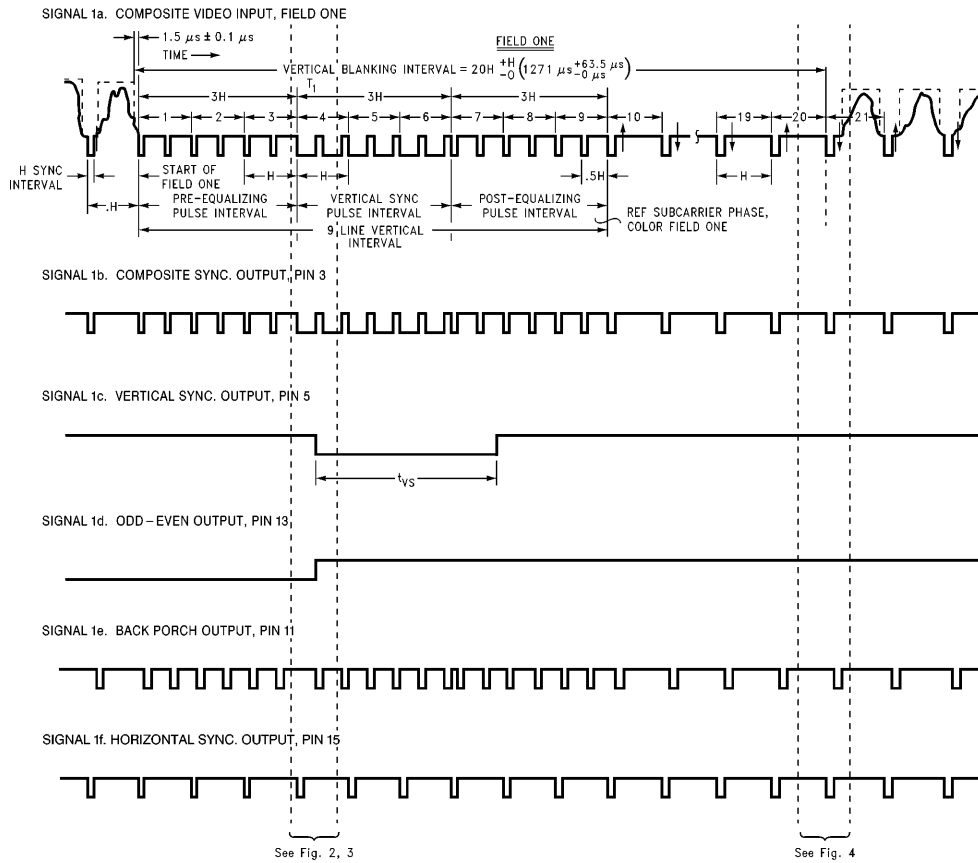 SIGNAL 1a. COMPOSITE VIDEO INPUT, FIELD ONE
1.5 µs ± 0.1 µs
TIME
FIELD ONE
VERTICAL BLANKING INTERVAL = 20H +H -0 (1271 µs +63.5 µs -0 µs)
T1
3H 3H 3H
1 2 3 4 5 6 7 8 9 10 19 20 21
H SYNC INTERVAL
START OF FIELD ONE
H H .5H H
.H
PRE-EQUALIZING PULSE INTERVAL
VERTICAL SYNC PULSE INTERVAL
POST-EQUALIZING PULSE INTERVAL
REF SUBCARRIER PHASE, COLOR FIELD ONE
9 LINE VERTICAL INTERVAL
SIGNAL 1b. COMPOSITE SYNC. OUTPUT, PIN 3
SIGNAL 1c. VERTICAL SYNC. OUTPUT, PIN 5
tVS
SIGNAL 1d. ODD–EVEN OUTPUT, PIN 13
SIGNAL 1e. BACK PORCH OUTPUT, PIN 11
SIGNAL 1f. HORIZONTAL SYNC. OUTPUT, PIN 15
See Fig. 2, 3
See Fig. 4